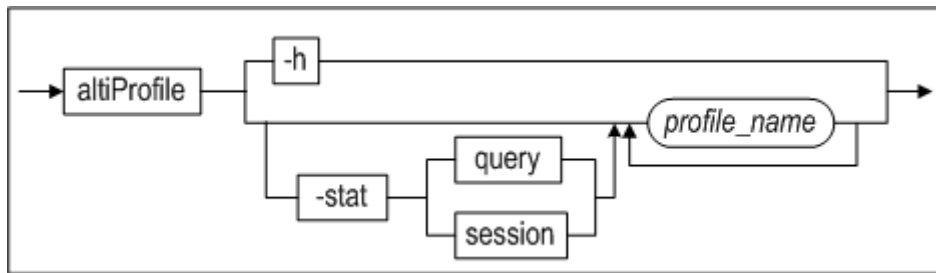 -h
altiProfile
profile_name
query
-stat
session